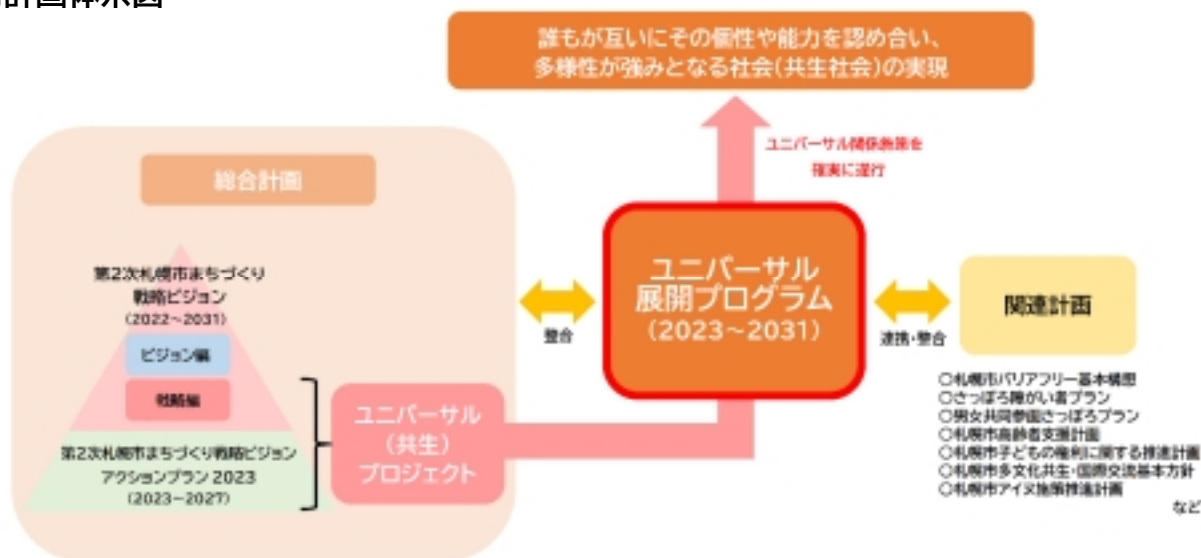 誰もが互いにその個性や能力を認め合い、
多様性が強みとなる社会(共生社会)の実現
ユニバーサル関係施策を
確実に遂行
総合計画
第2次札幌市まちづくり
戦略ビジョン
(2022~2031)
ビジョン編
戦略編
第2次札幌市まちづくり戦略ビジョン
アクションプラン2023
(2023~2027)
ユニバーサル
(共生)
プロジェクト
整合
ユニバーサル
展開プログラム
(2023~2031)
連携・整合
関連計画
○札幌市バリアフリー基本構想
○さっぽろ障がい者プラン
○男女共同参画さっぽろプラン
○札幌市高齢者支援計画
○札幌市子どもの権利に関する推進計画
○札幌市多文化共生・国際交流基本方針
○札幌市アイヌ施策推進計画
など